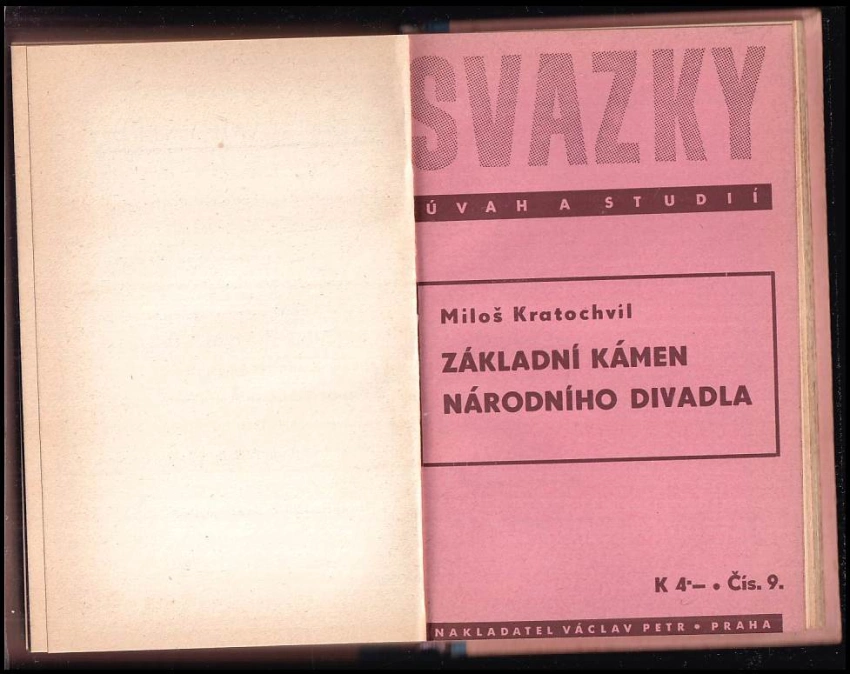 SVAZKY
ÚVAH A STUDIÍ
Miloš Kratochvil
ZÁKLADNÍ KÁMEN
NÁRODNÍHO DIVADLA
K 4·— • Čís. 9.
NAKLADATEL VÁCLAV PETR • PRAHA